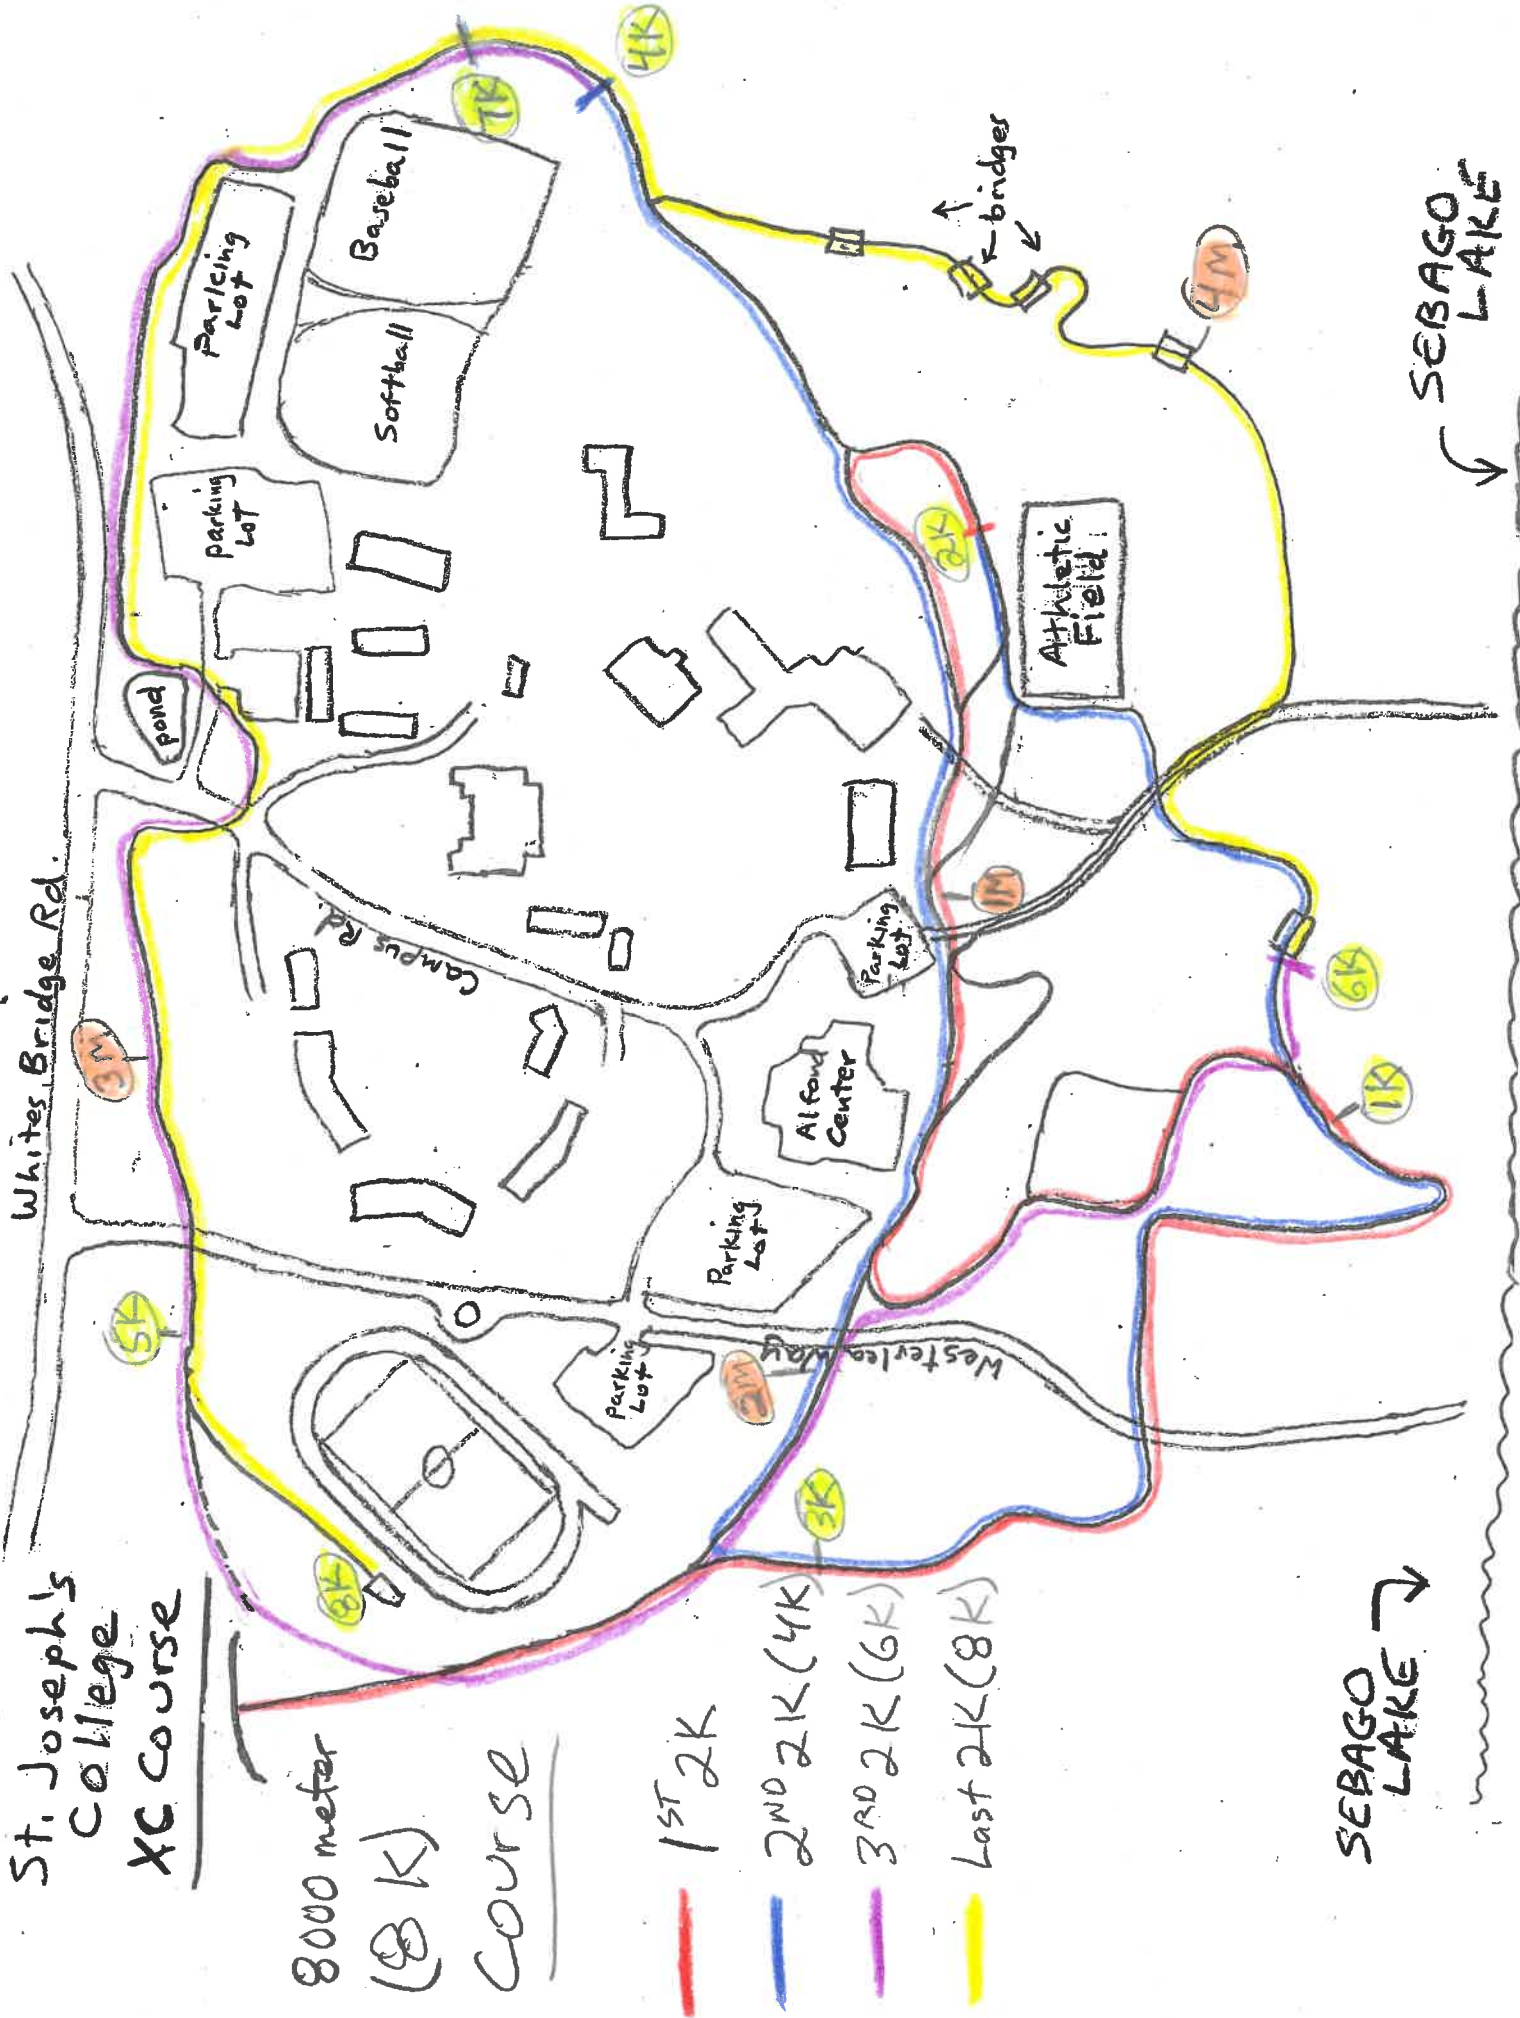 St. Joseph's
College
XC Course
8000 meter
(8K)
Course
1ST 2K
2ND 2K (4K)
3RD 2K (6K)
Last 2K (8K)
Whites Bridge Rd.
pond
Parking
Lot
Parking
Lot
Baseball
Softball
7K
4K
bridges
4M
SEBAGO
LAKE
2K
Athletic
Field
Campus Rd.
Parking
Lot
1M
Alfond
Center
6K
1K
3M
5K
Parking
Lot
Parking
Lot
Westerlea Way
2M
3K
8K
SEBAGO
LAKE